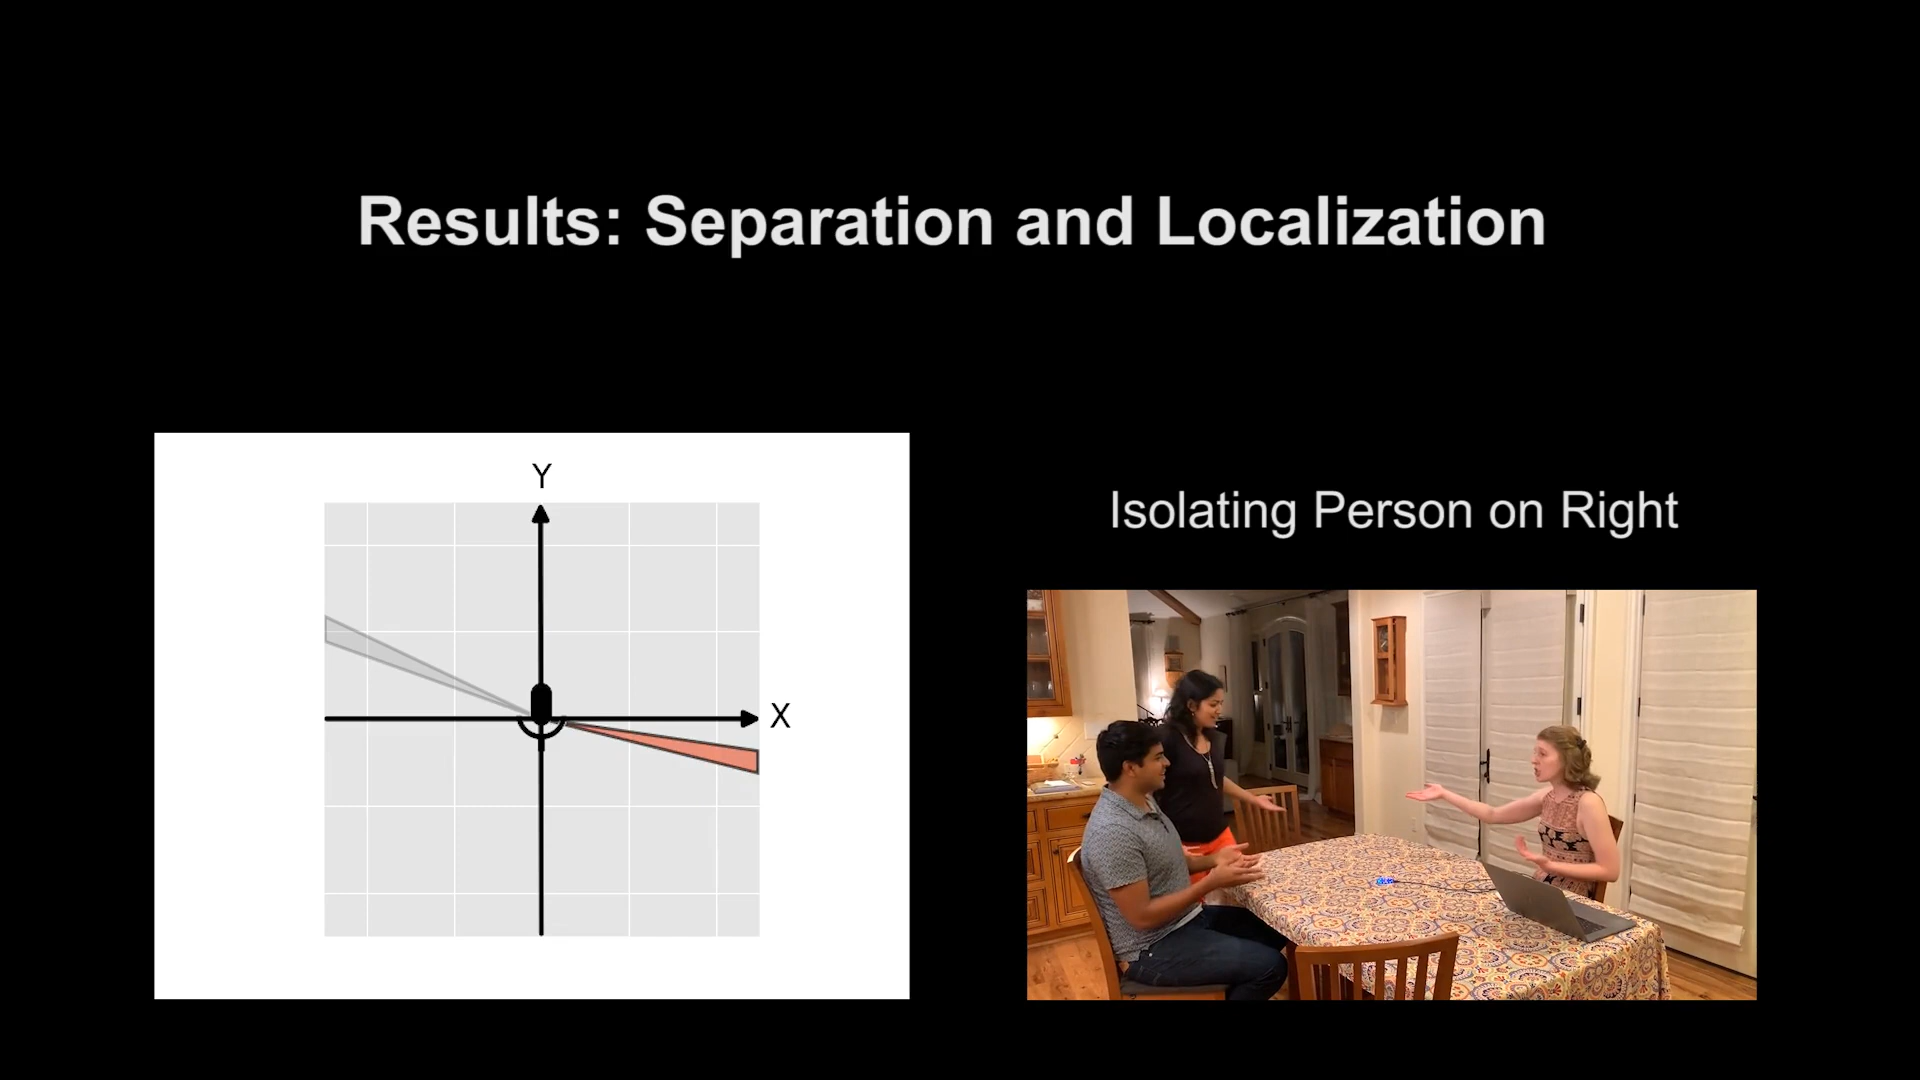 Results: Separation and Localization
Y
X
Isolating Person on Right